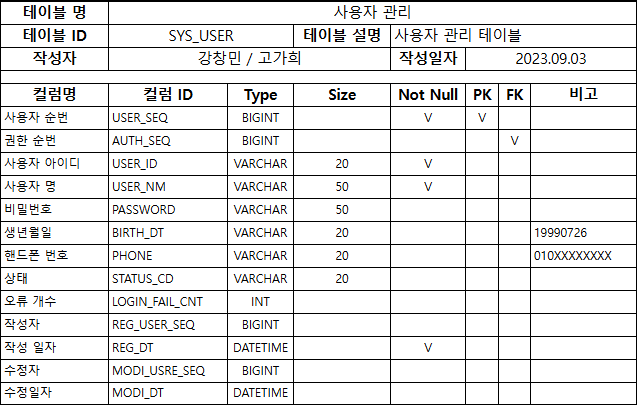 테이블 명 사용자 관리
테이블 ID SYS_USER 테이블 설명 사용자 관리 테이블
작성자 강창민 / 고가희 작성일자 2023.09.03
컬럼명 컬럼 ID Type Size Not Null PK FK 비고
사용자 순번 USER_SEQ BIGINT V V
권한 순번 AUTH_SEQ BIGINT V
사용자 아이디 USER_ID VARCHAR 20 V
사용자 명 USER_NM VARCHAR 50 V
비밀번호 PASSWORD VARCHAR 50
생년월일 BIRTH_DT VARCHAR 20 19990726
핸드폰 번호 PHONE VARCHAR 20 010XXXXXXXX
상태 STATUS_CD VARCHAR 20
오류 개수 LOGIN_FAIL_CNT INT
작성자 REG_USER_SEQ BIGINT
작성 일자 REG_DT DATETIME V
수정자 MODI_USRE_SEQ BIGINT
수정일자 MODI_DT DATETIME